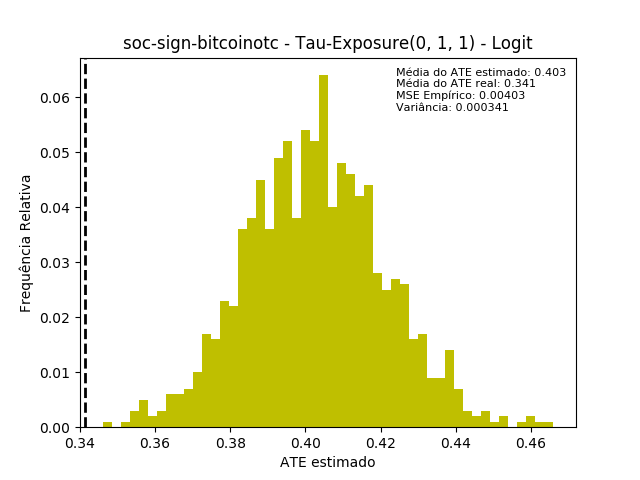 soc-sign-bitcoinotc - Tau-Exposure(0, 1, 1) - Logit
Média do ATE estimado: 0.403
Média do ATE real: 0.341
MSE Empírico: 0.00403
Variância: 0.000341
Frequência Relativa
0.06
0.05
0.04
0.03
0.02
0.01
0.00
0.34
0.36
0.38
0.40
0.42
0.44
0.46
ATE estimado